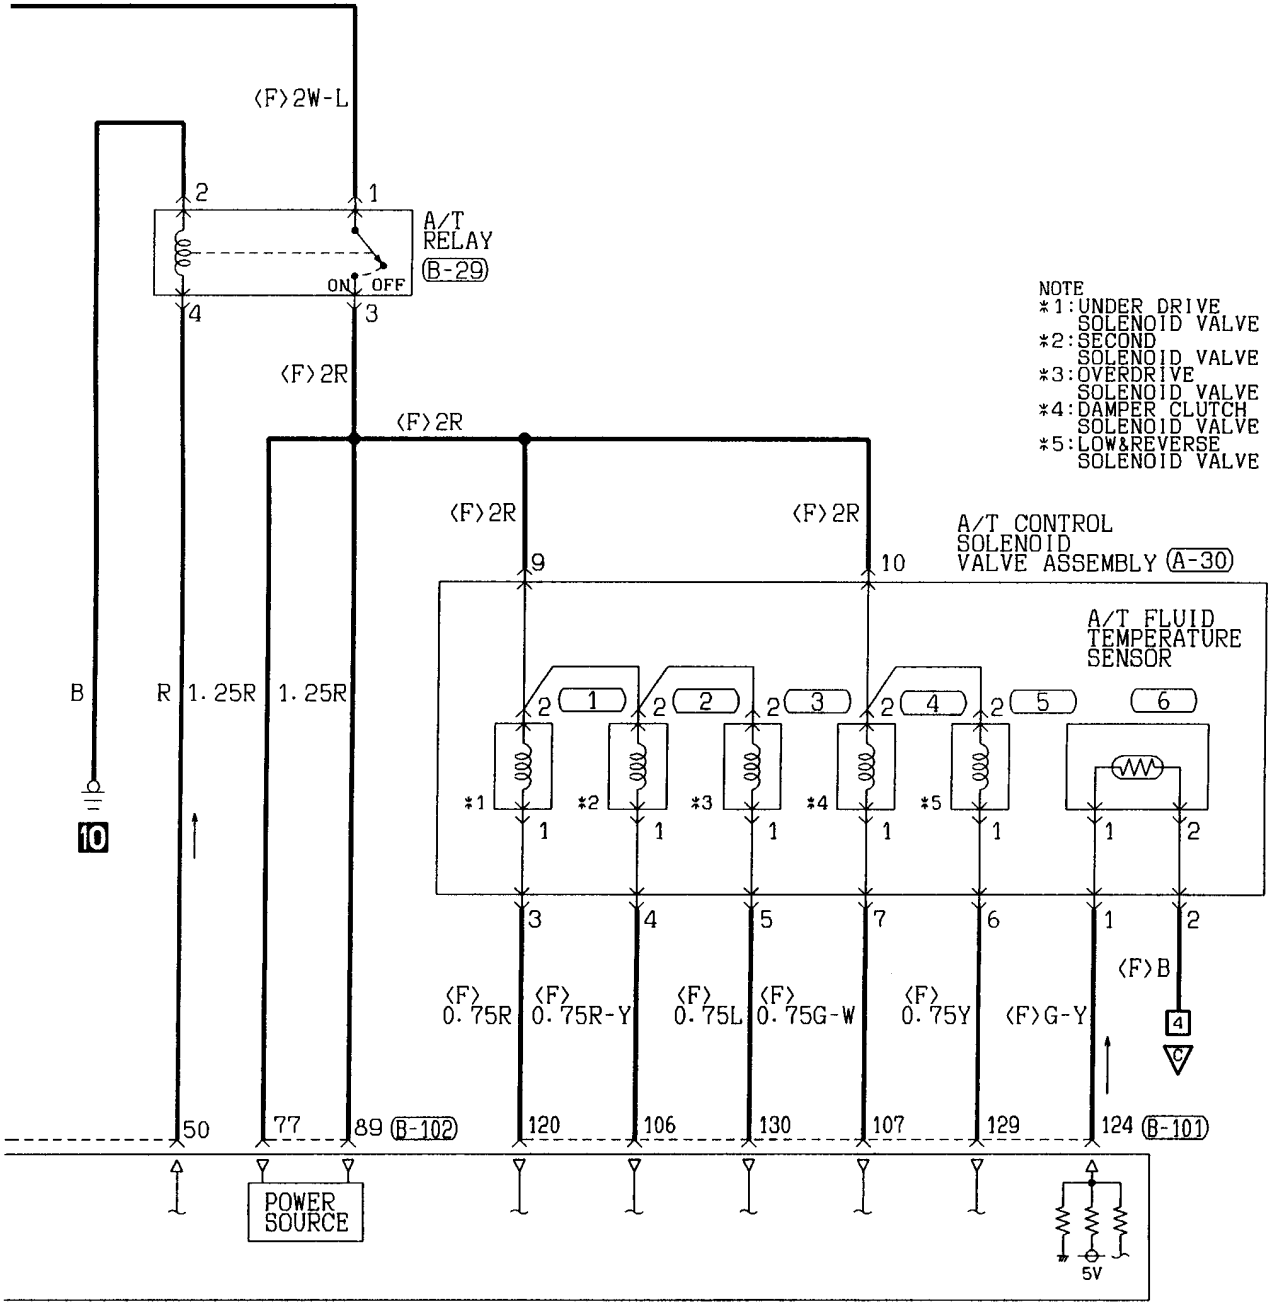 〈F〉2W-L
2
1
A/T
RELAY
B-29
ON OFF
4
3
〈F〉2R
〈F〉2R
NOTE
*1:UNDER DRIVE
SOLENOID VALVE
*2:SECOND
SOLENOID VALVE
*3:OVERDRIVE
SOLENOID VALVE
*4:DAMPER CLUTCH
SOLENOID VALVE
*5:LOW&REVERSE
SOLENOID VALVE
〈F〉2R
〈F〉2R
A/T CONTROL
SOLENOID
VALVE ASSEMBLY A-30
9
10
A/T FLUID
TEMPERATURE
SENSOR
B
R
1.25R
1.25R
2 1
2 2
2 3
2 4
2 5
6
*1
*2
*3
*4
*5
1
1
1
1
1
1
2
10
3
4
5
7
6
1
2
〈F〉B
〈F〉
0.75R
〈F〉
0.75R-Y
〈F〉
0.75L
〈F〉
0.75G-W
〈F〉
0.75Y
〈F〉G-Y
4
C
50
77
89 B-102
120
106
130
107
129
124 B-101
POWER
SOURCE
5V